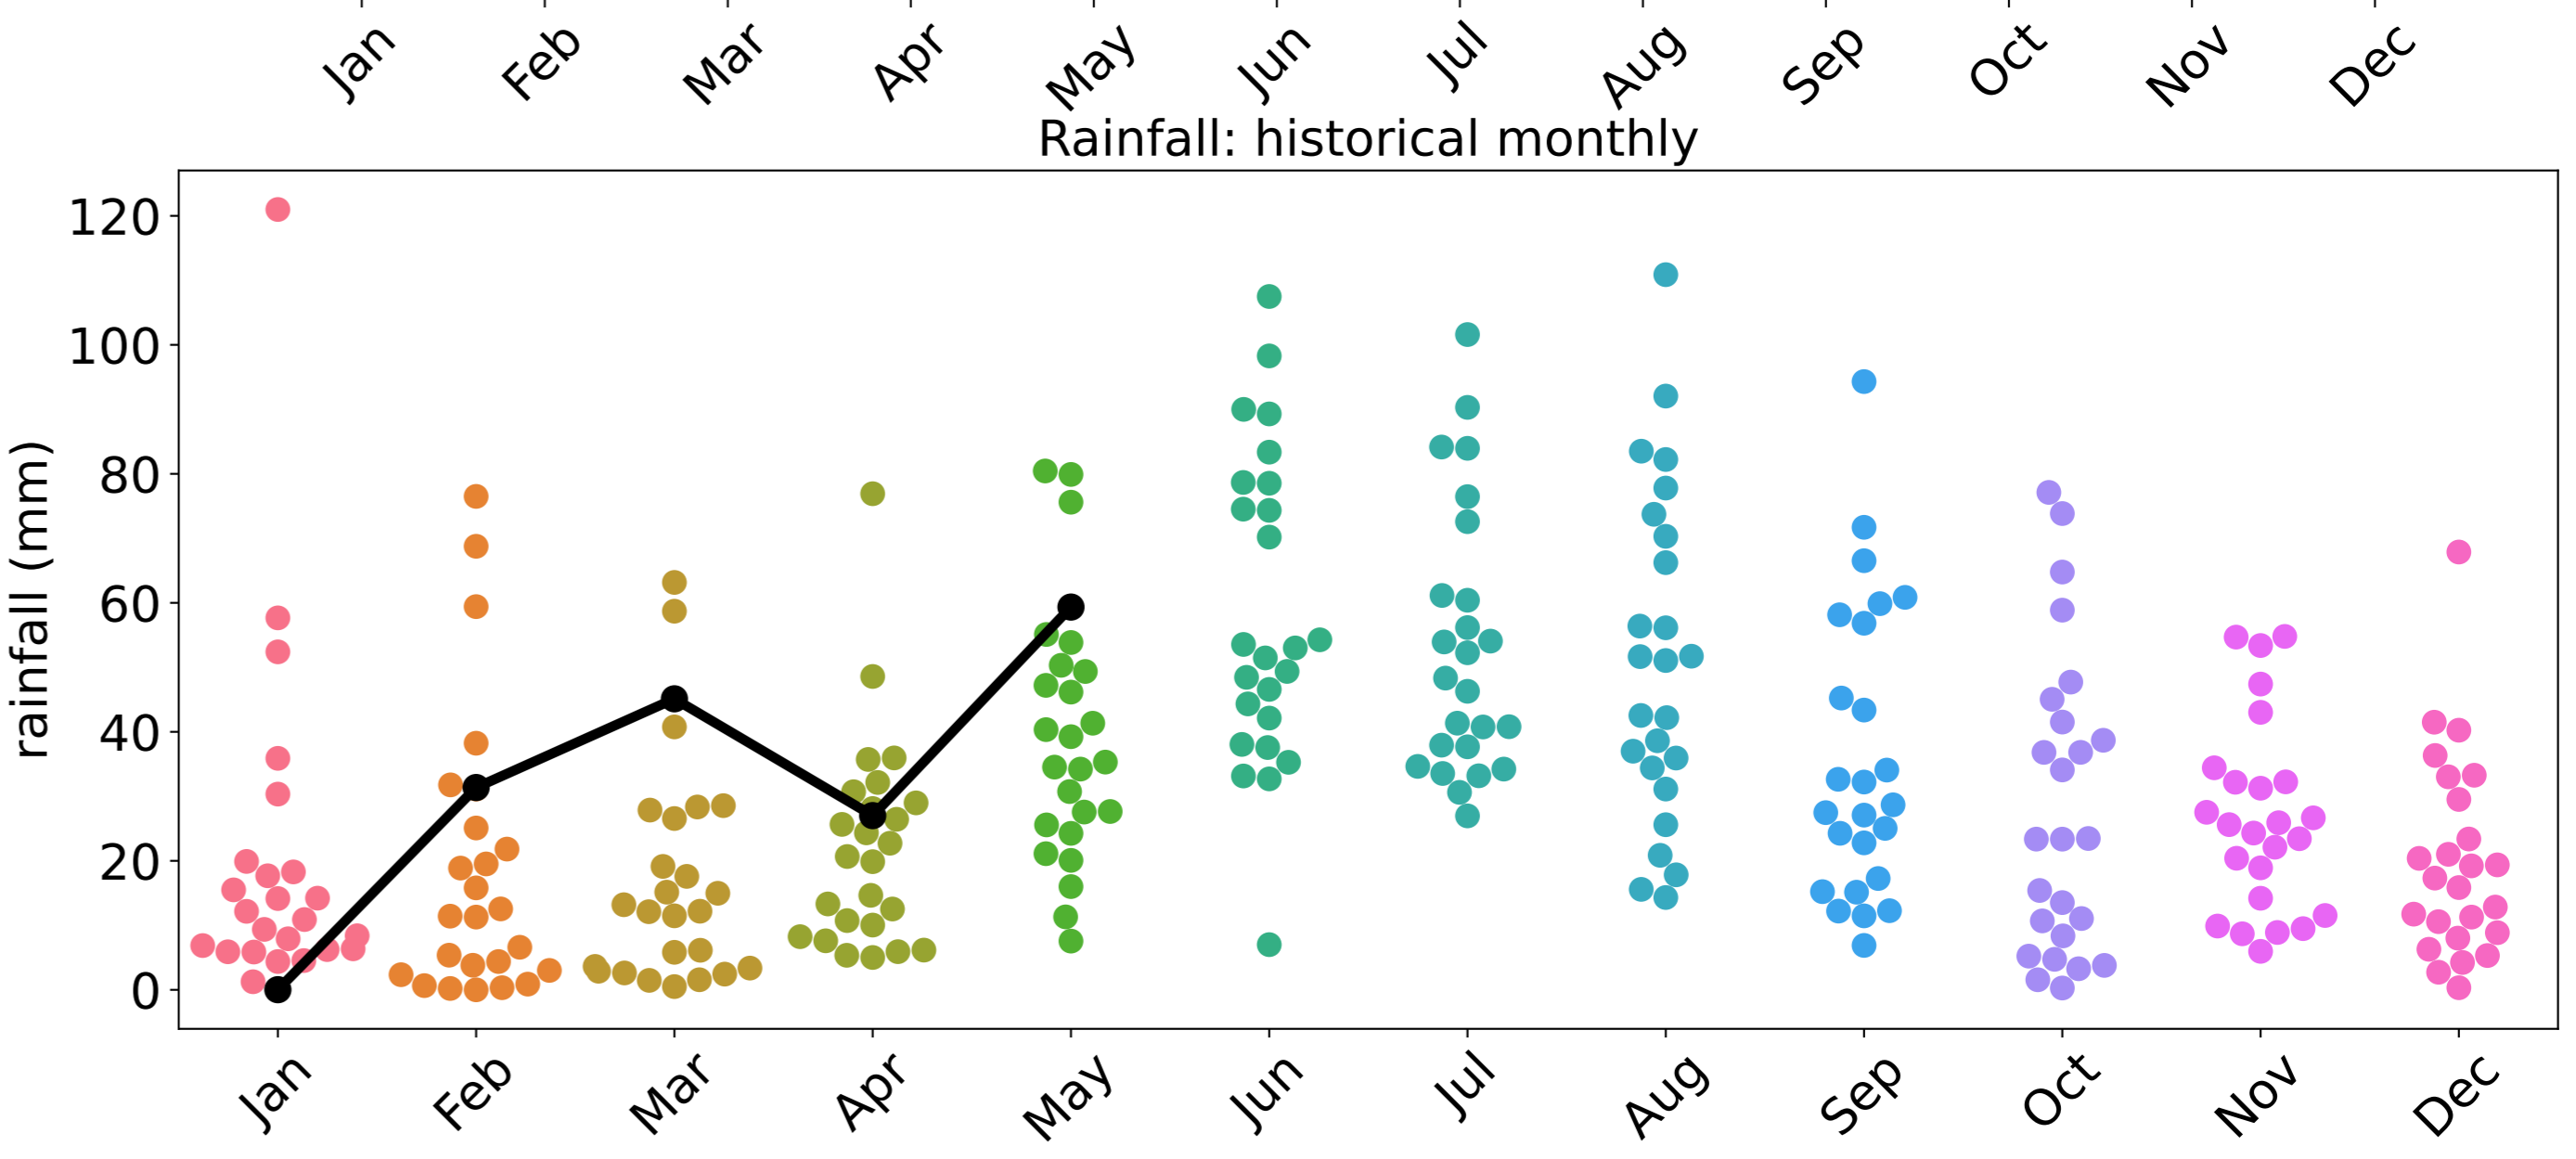 Jan Feb Mar Apr May Jun Jul Aug Sep Oct Nov Dec
Rainfall: historical monthly
120
100
80
60
40
20
0
rainfall (mm)
Jan Feb Mar Apr May Jun Jul Aug Sep Oct Nov Dec